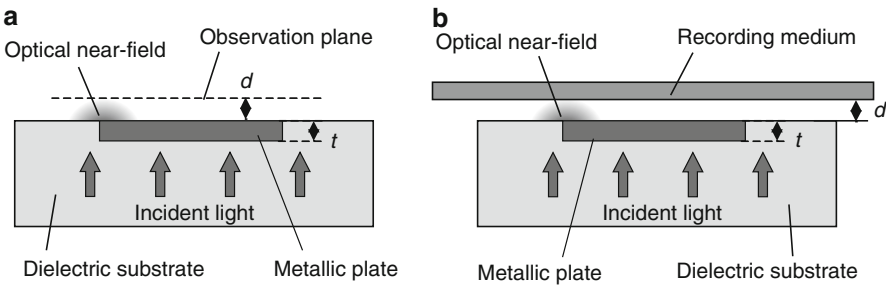 a
Observation plane
Optical near-field
d
t
Incident light
Dielectric substrate
Metallic plate
b
Recording medium
Optical near-field
d
t
Incident light
Metallic plate
Dielectric substrate